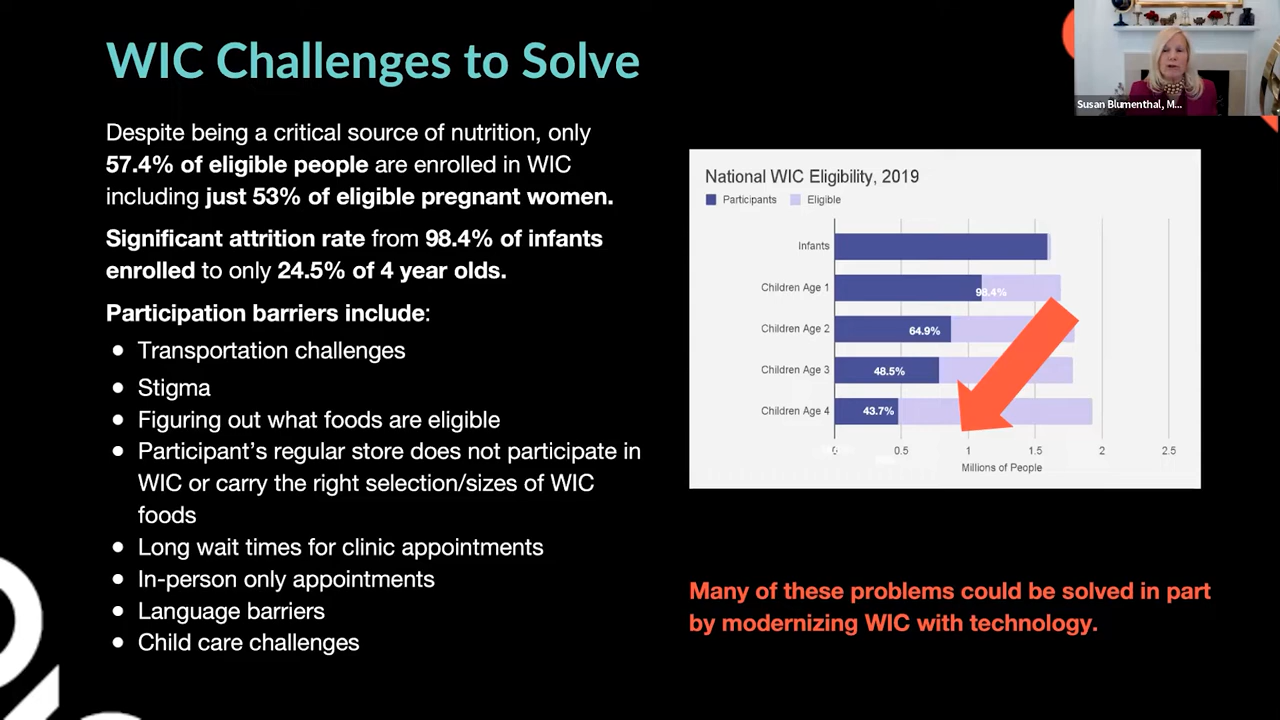 WIC Challenges to Solve
Susan Blumenthal, M...
Despite being a critical source of nutrition, only
57.4% of eligible people are enrolled in WIC
including just 53% of eligible pregnant women.
Significant attrition rate from 98.4% of infants
enrolled to only 24.5% of 4 year olds.
Participation barriers include:
● Transportation challenges
● Stigma
● Figuring out what foods are eligible
● Participant's regular store does not participate in
WIC or carry the right selection/sizes of WIC
foods
● Long wait times for clinic appointments
● In-person only appointments
● Language barriers
● Child care challenges
National WIC Eligibility, 2019
Participants Eligible
Infants
Children Age 1 98.4%
Children Age 2 64.9%
Children Age 3 48.5%
Children Age 4 43.7%
0 0.5 1 1.5 2 2.5
Millions of People
Many of these problems could be solved in part
by modernizing WIC with technology.